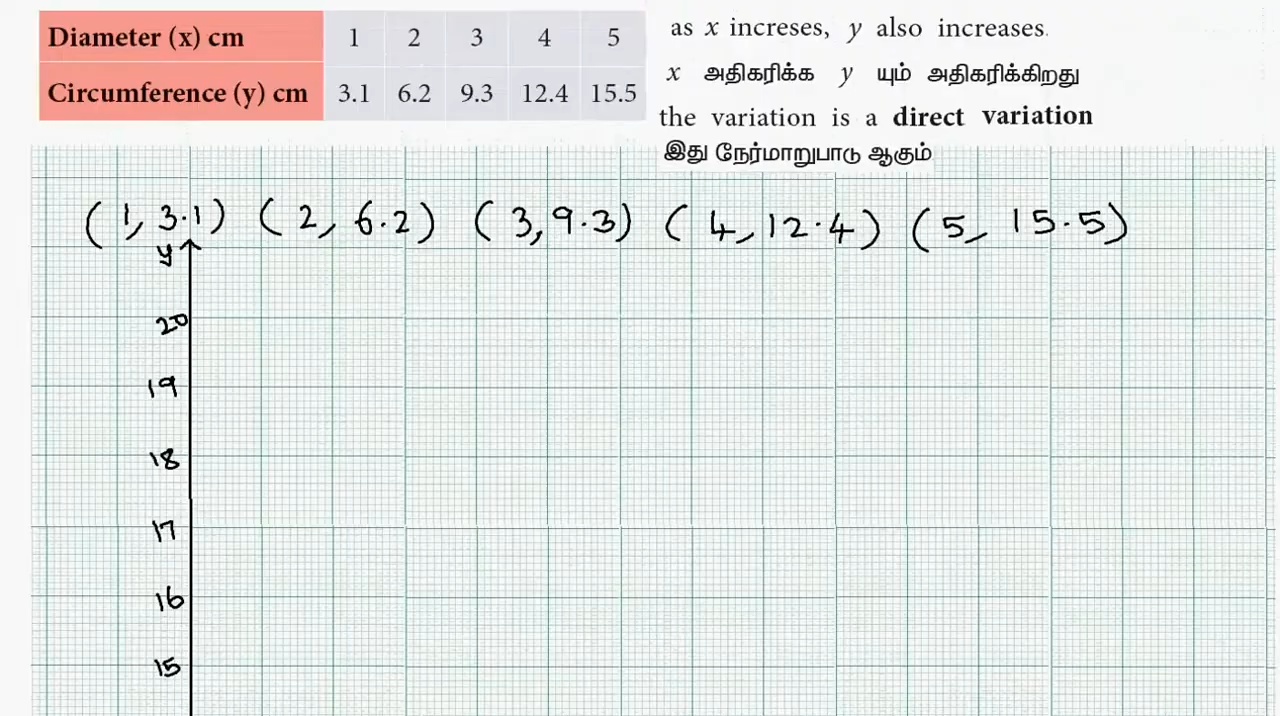 Diameter (x) cm 1 2 3 4 5
Circumference (y) cm 3.1 6.2 9.3 12.4 15.5
as x increses, y also increases.
x அதிகரிக்க y யும் அதிகரிக்கிறது
the variation is a direct variation
இது நேர்மாறுபாடு ஆகும்
(1, 3.1) (2, 6.2) (3, 9.3) (4, 12.4) (5, 15.5)
y
20
19
18
17
16
15